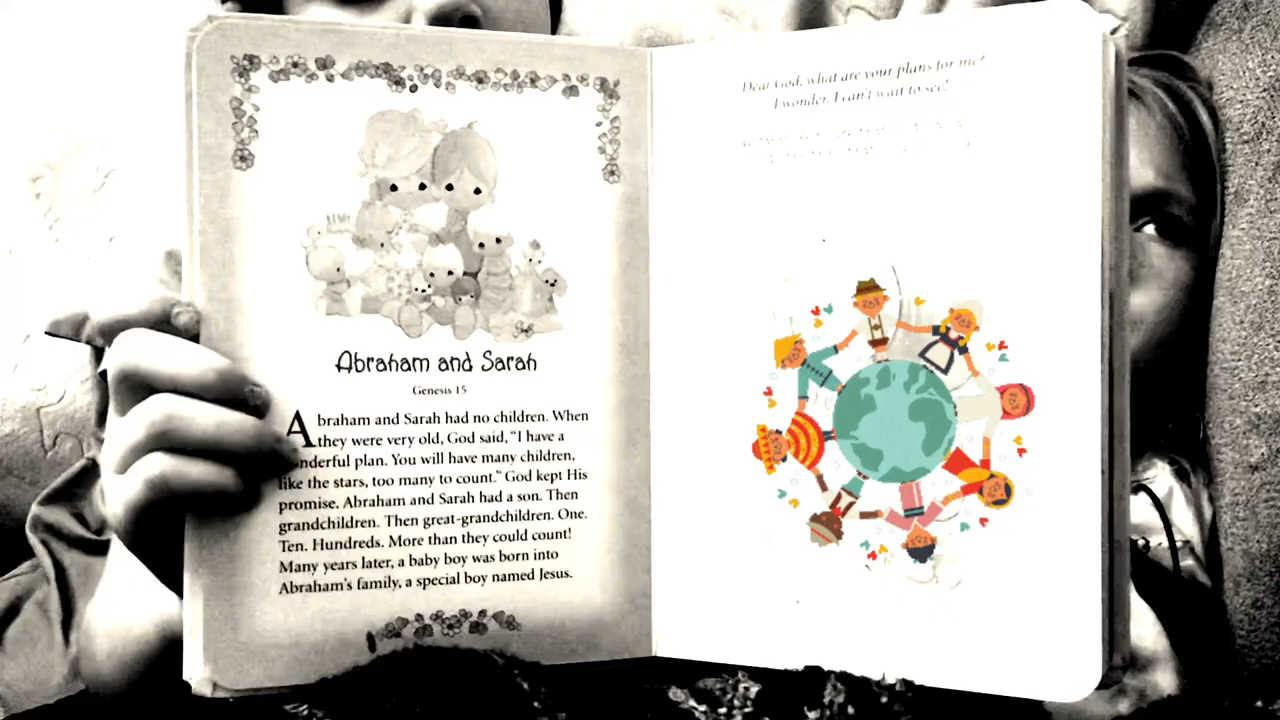 Abraham and Sarah
Genesis 15
Abraham and Sarah had no children. When
they were very old, God said, “I have a
onderful plan. You will have many children,
like the stars, too many to count.” God kept His
promise. Abraham and Sarah had a son. Then
grandchildren. Then great-grandchildren. One.
Ten. Hundreds. More than they could count!
Many years later, a baby boy was born into
Abraham’s family, a special boy named Jesus.
Dear God, what are your plans for me?
I wonder. I can’t wait to see!